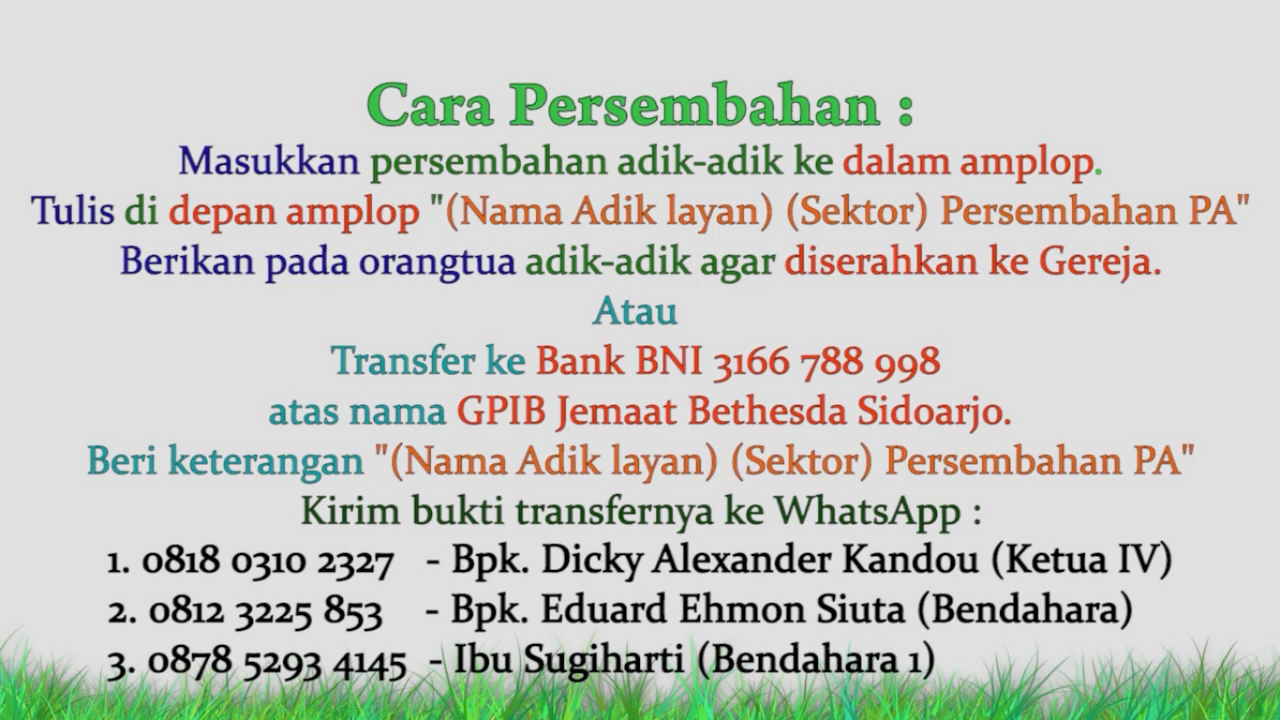 Cara Persembahan :
Masukkan persembahan adik-adik ke dalam amplop.
Tulis di depan amplop "(Nama Adik layan) (Sektor) Persembahan PA"
Berikan pada orangtua adik-adik agar diserahkan ke Gereja.
Atau
Transfer ke Bank BNI 3166 788 998
atas nama GPIB Jemaat Bethesda Sidoarjo.
Beri keterangan "(Nama Adik layan) (Sektor) Persembahan PA"
Kirim bukti transfernya ke WhatsApp :
1. 0818 0310 2327 - Bpk. Dicky Alexander Kandou (Ketua IV)
2. 0812 3225 853 - Bpk. Eduard Ehmon Siuta (Bendahara)
3. 0878 5293 4145 - Ibu Sugiharti (Bendahara 1)